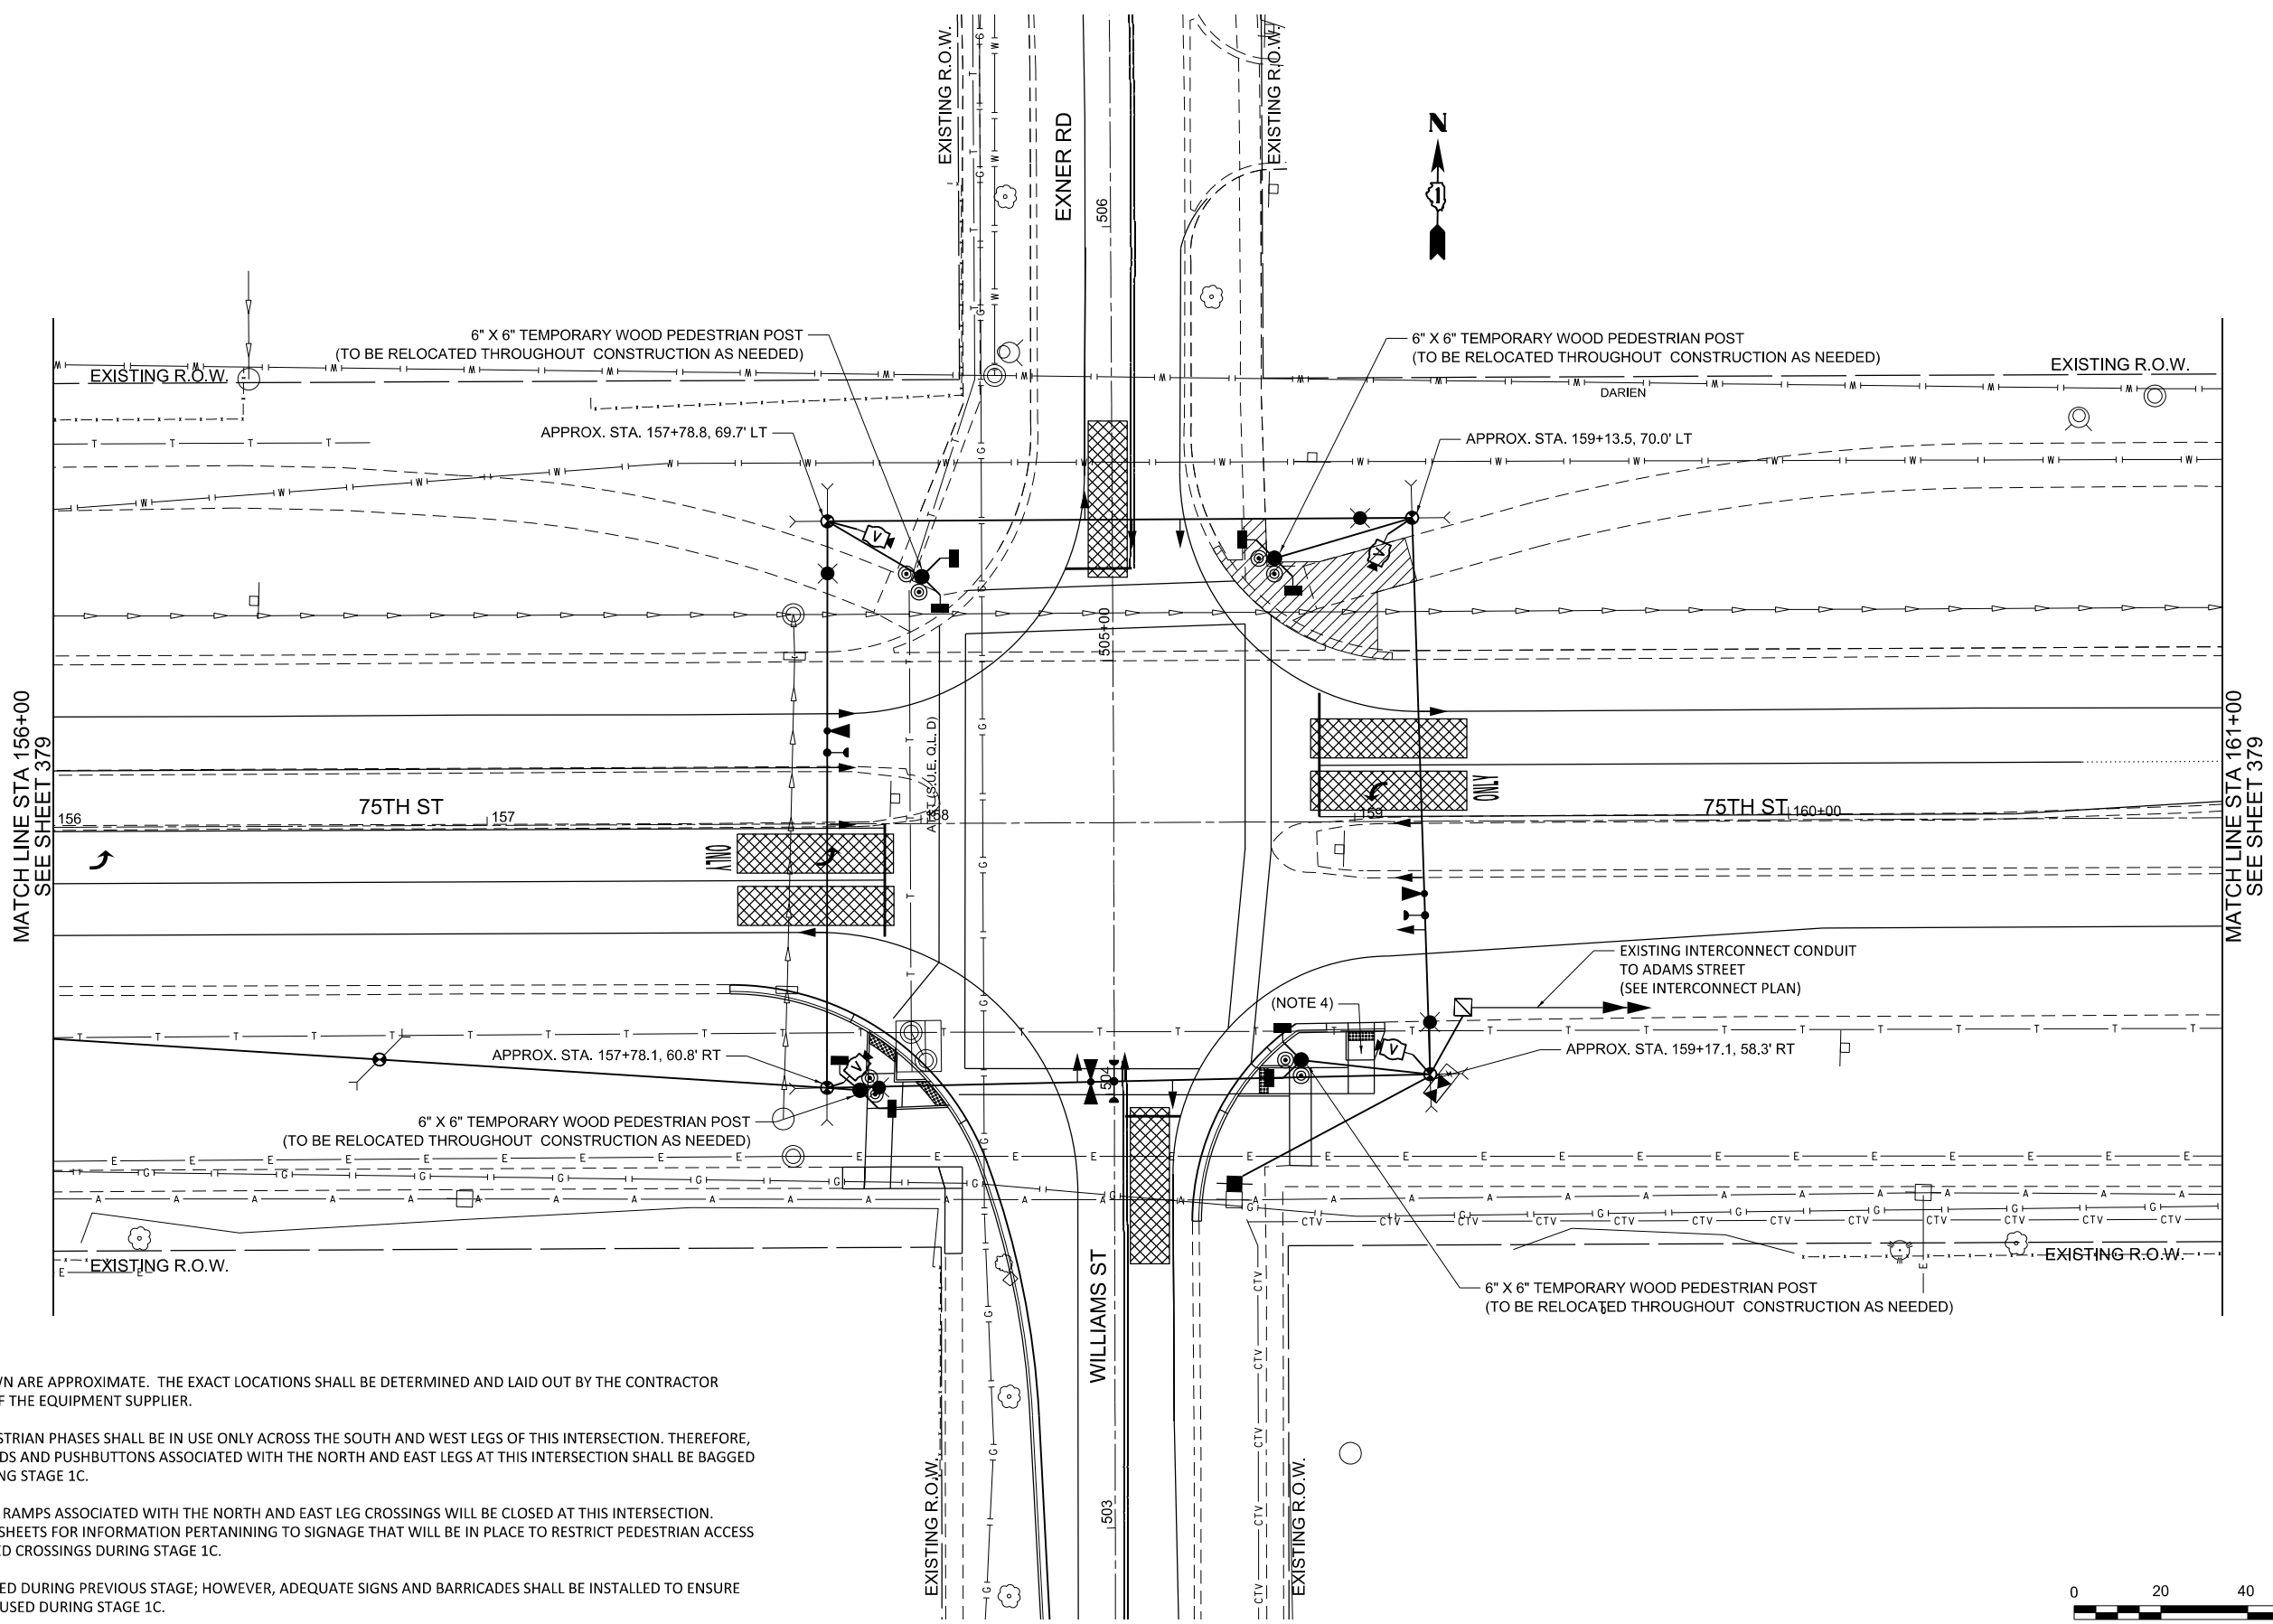 EXISTING R.O.W.
EXNER RD
EXISTING R.O.W.
506
N
6" X 6" TEMPORARY WOOD PEDESTRIAN POST
(TO BE RELOCATED THROUGHOUT CONSTRUCTION AS NEEDED)
6" X 6" TEMPORARY WOOD PEDESTRIAN POST
(TO BE RELOCATED THROUGHOUT CONSTRUCTION AS NEEDED)
EXISTING R.O.W.
EXISTING R.O.W.
DARIEN
APPROX. STA. 157+78.8, 69.7' LT
APPROX. STA. 159+13.5, 70.0' LT
505+00
MATCH LINE STA 156+00
SEE SHEET 379
MATCH LINE STA 161+00
SEE SHEET 379
75TH ST
75TH ST
156
157
158
159
160+00
ONLY
ONLY
AT&T (S.U.E. Q.L. D)
EXISTING INTERCONNECT CONDUIT
TO ADAMS STREET
(SEE INTERCONNECT PLAN)
(NOTE 4)
APPROX. STA. 157+78.1, 60.8' RT
APPROX. STA. 159+17.1, 58.3' RT
504
6" X 6" TEMPORARY WOOD PEDESTRIAN POST
(TO BE RELOCATED THROUGHOUT CONSTRUCTION AS NEEDED)
EXISTING R.O.W.
EXISTING R.O.W.
6" X 6" TEMPORARY WOOD PEDESTRIAN POST
(TO BE RELOCATED THROUGHOUT CONSTRUCTION AS NEEDED)
WILLIAMS ST
503
EXISTING R.O.W.
EXISTING R.O.W.
WN ARE APPROXIMATE. THE EXACT LOCATIONS SHALL BE DETERMINED AND LAID OUT BY THE CONTRACTOR
F THE EQUIPMENT SUPPLIER.
STRIAN PHASES SHALL BE IN USE ONLY ACROSS THE SOUTH AND WEST LEGS OF THIS INTERSECTION. THEREFORE,
DS AND PUSHBUTTONS ASSOCIATED WITH THE NORTH AND EAST LEGS AT THIS INTERSECTION SHALL BE BAGGED
NG STAGE 1C.
RAMPS ASSOCIATED WITH THE NORTH AND EAST LEG CROSSINGS WILL BE CLOSED AT THIS INTERSECTION.
SHEETS FOR INFORMATION PERTANINING TO SIGNAGE THAT WILL BE IN PLACE TO RESTRICT PEDESTRIAN ACCESS
ED CROSSINGS DURING STAGE 1C.
ED DURING PREVIOUS STAGE; HOWEVER, ADEQUATE SIGNS AND BARRICADES SHALL BE INSTALLED TO ENSURE
USED DURING STAGE 1C.
0 20 40